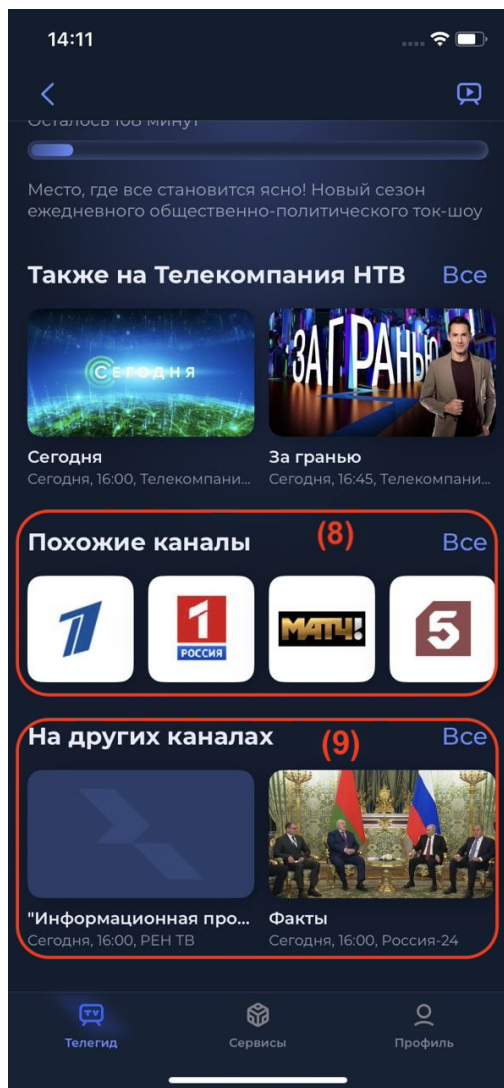 14:11
Осталось 108 минут
Место, где все становится ясно! Новый сезон
ежедневного общественно-политического ток-шоу
Также на Телекомпания НТВ Все
СЕГОДНЯ
ЗА ГРАНЬЮ
Сегодня
Сегодня, 16:00, Телекомпани...
За гранью
Сегодня, 16:45, Телекомпани...
Похожие каналы (8) Все
1
1
РОССИЯ
МАТЧ!
5
На других каналах (9) Все
"Информационная про...
Сегодня, 16:00, РЕН ТВ
Факты
Сегодня, 16:00, Россия-24
TV
Телегид
Сервисы
Профиль